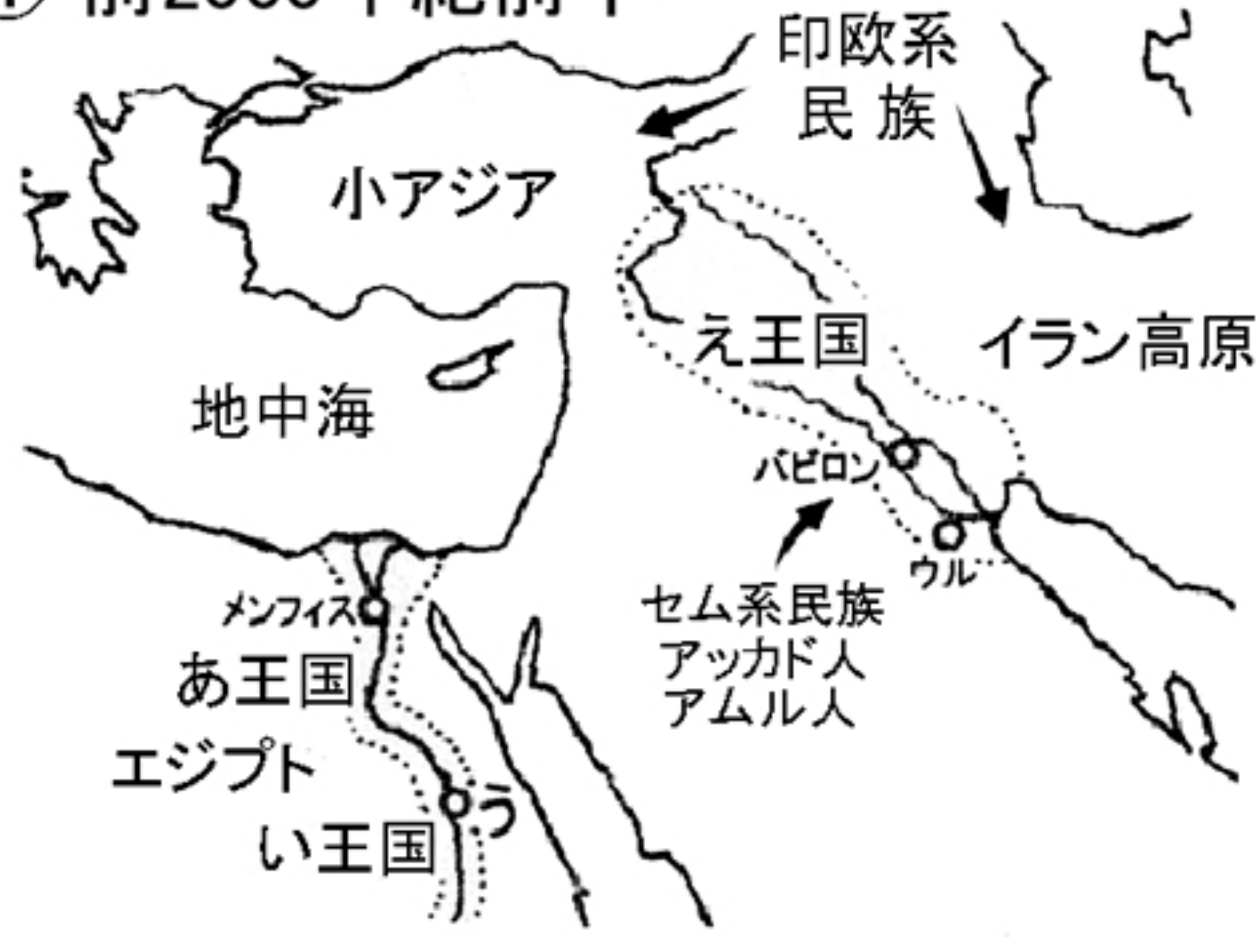 印欧系
民族
小アジア
え王国
イラン高原
地中海
バビロン
ウル
メンフィス
セム系民族
アッカド人
アムル人
あ王国
エジプト
う
い王国